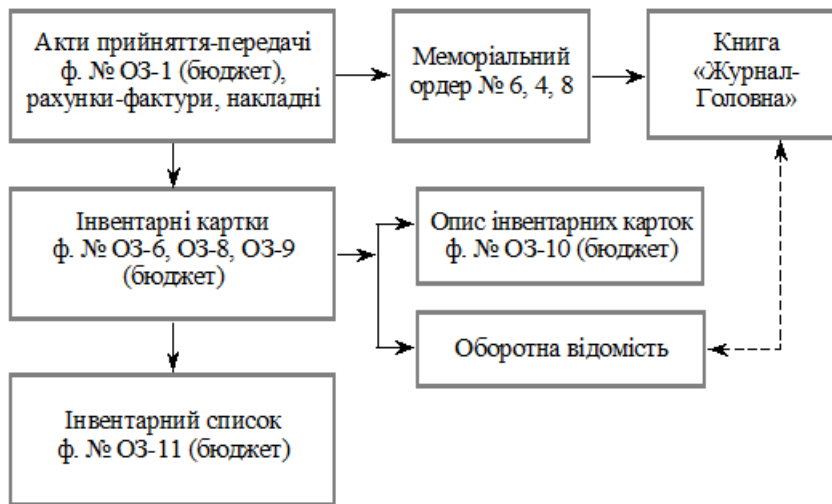 Акти прийняття-передачі
ф. № ОЗ-1 (бюджет),
рахунки-фактури, накладні
Меморіальний
ордер № 6, 4, 8
Книга
«Журнал-
Головна»
Інвентарні картки
ф. № ОЗ-6, ОЗ-8, ОЗ-9
(бюджет)
Опис інвентарних карток
ф. № ОЗ-10 (бюджет)
Оборотна відомість
Інвентарний список
ф. № ОЗ-11 (бюджет)